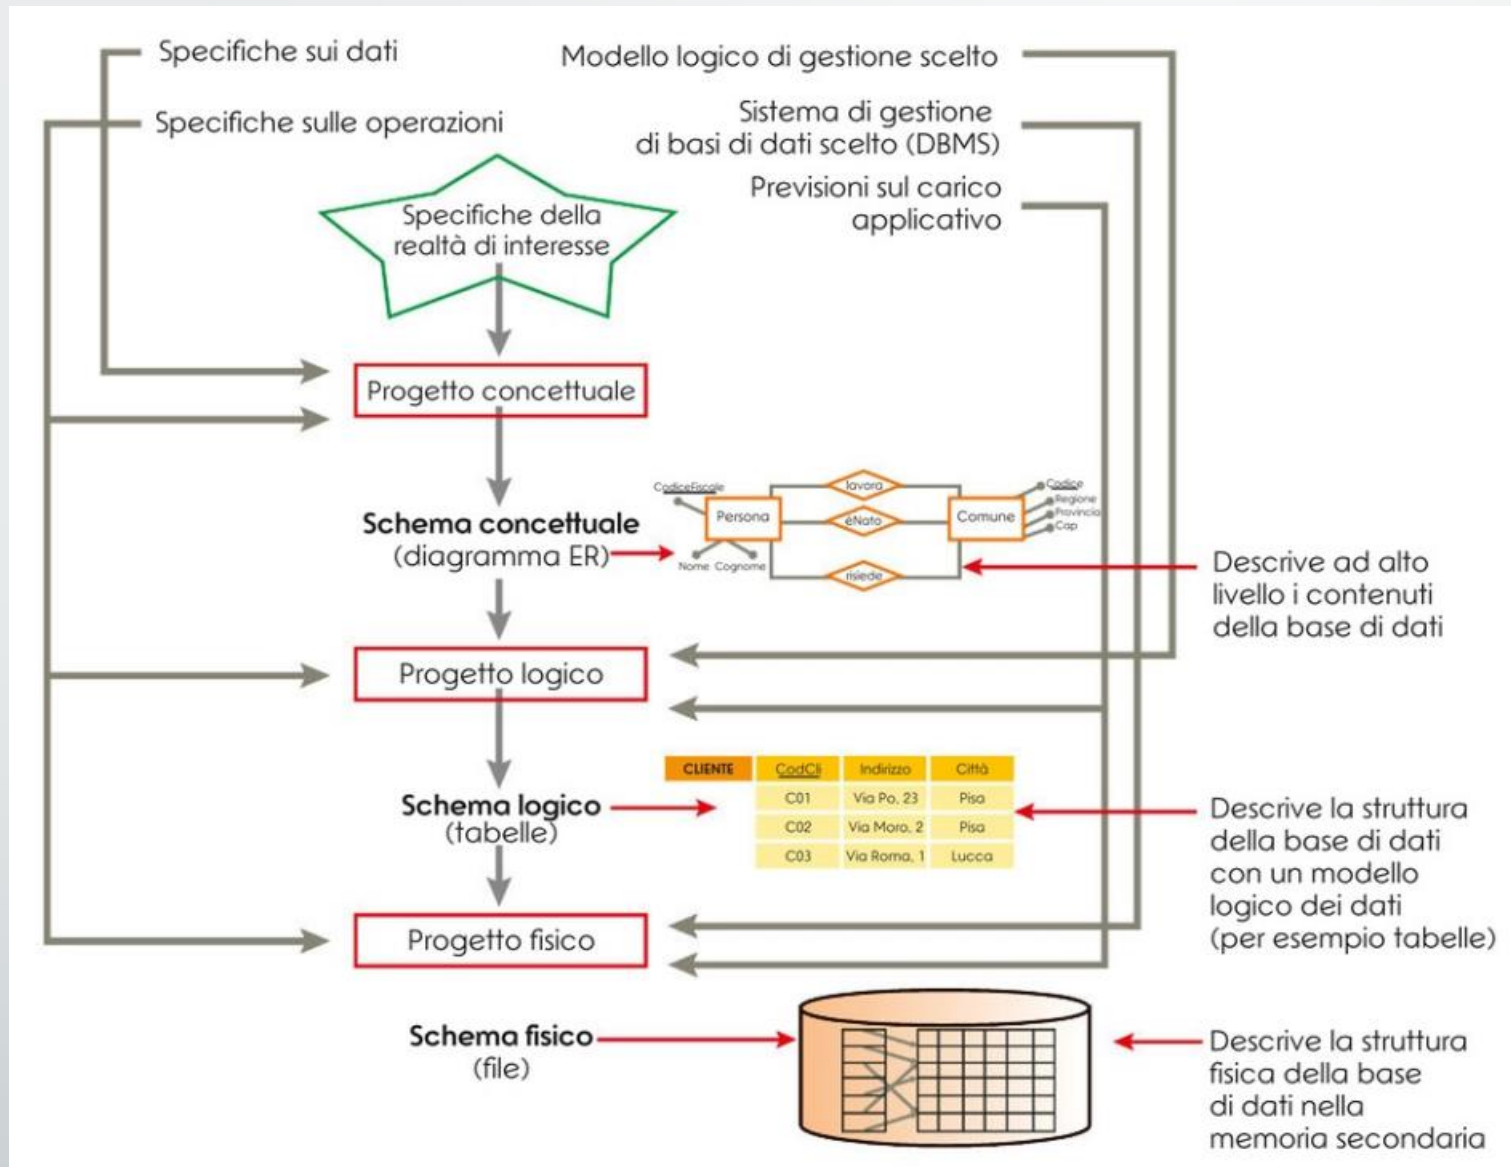 Specifiche sui dati
Modello logico di gestione scelto
Specifiche sulle operazioni
Sistema di gestione
di basi di dati scelto (DBMS)
Previsioni sul carico
applicativo
Specifiche della
realtà di interesse
Progetto concettuale
Schema concettuale
(diagramma ER)
CodiceFiscale
Persona
Nome Cognome
lavora
èNato
risiede
Comune
Codice
Regione
Provincia
Cap
Descrive ad alto
livello i contenuti
della base di dati
Progetto logico
Schema logico
(tabelle)
CLIENTE CodCli Indirizzo Città
C01 Via Po, 23 Pisa
C02 Via Moro, 2 Pisa
C03 Via Roma, 1 Lucca
Descrive la struttura
della base di dati
con un modello
logico dei dati
(per esempio tabelle)
Progetto fisico
Schema fisico
(file)
Descrive la struttura
fisica della base
di dati nella
memoria secondaria